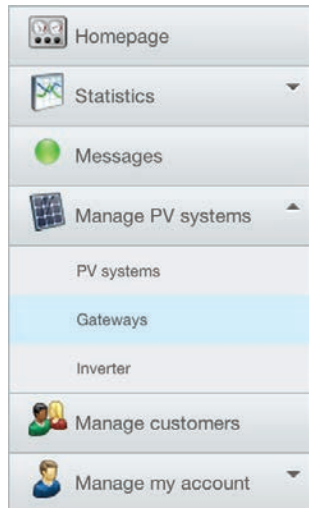 Homepage
Statistics
Messages
Manage PV systems
PV systems
Gateways
Inverter
Manage customers
Manage my account